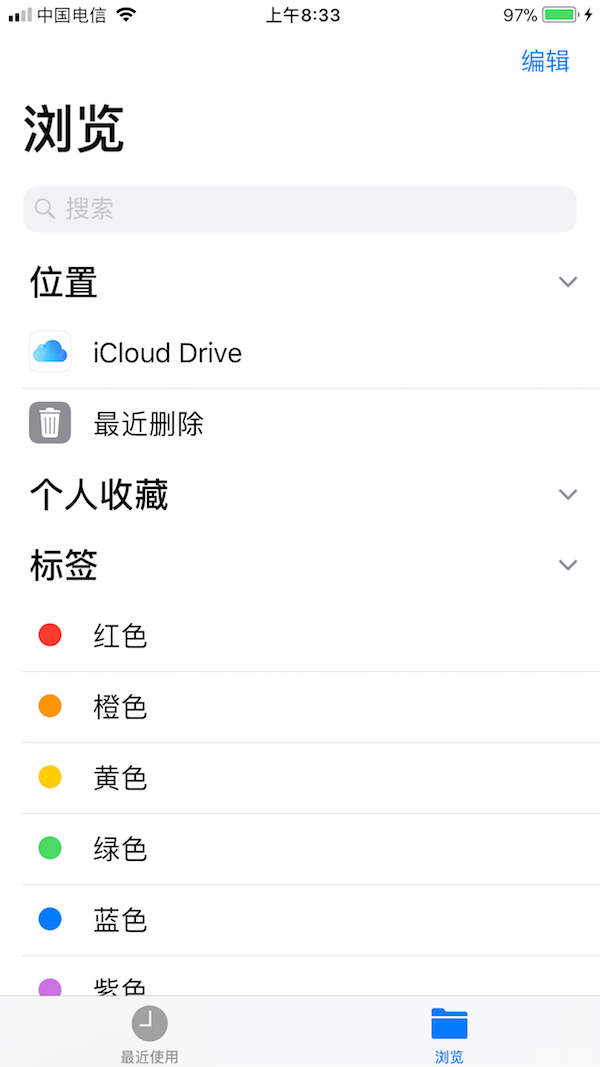 中国电信 上午8:33 97%
编辑
浏览
搜索
位置
iCloud Drive
最近删除
个人收藏
标签
红色
橙色
黄色
绿色
蓝色
紫色
最近使用 浏览